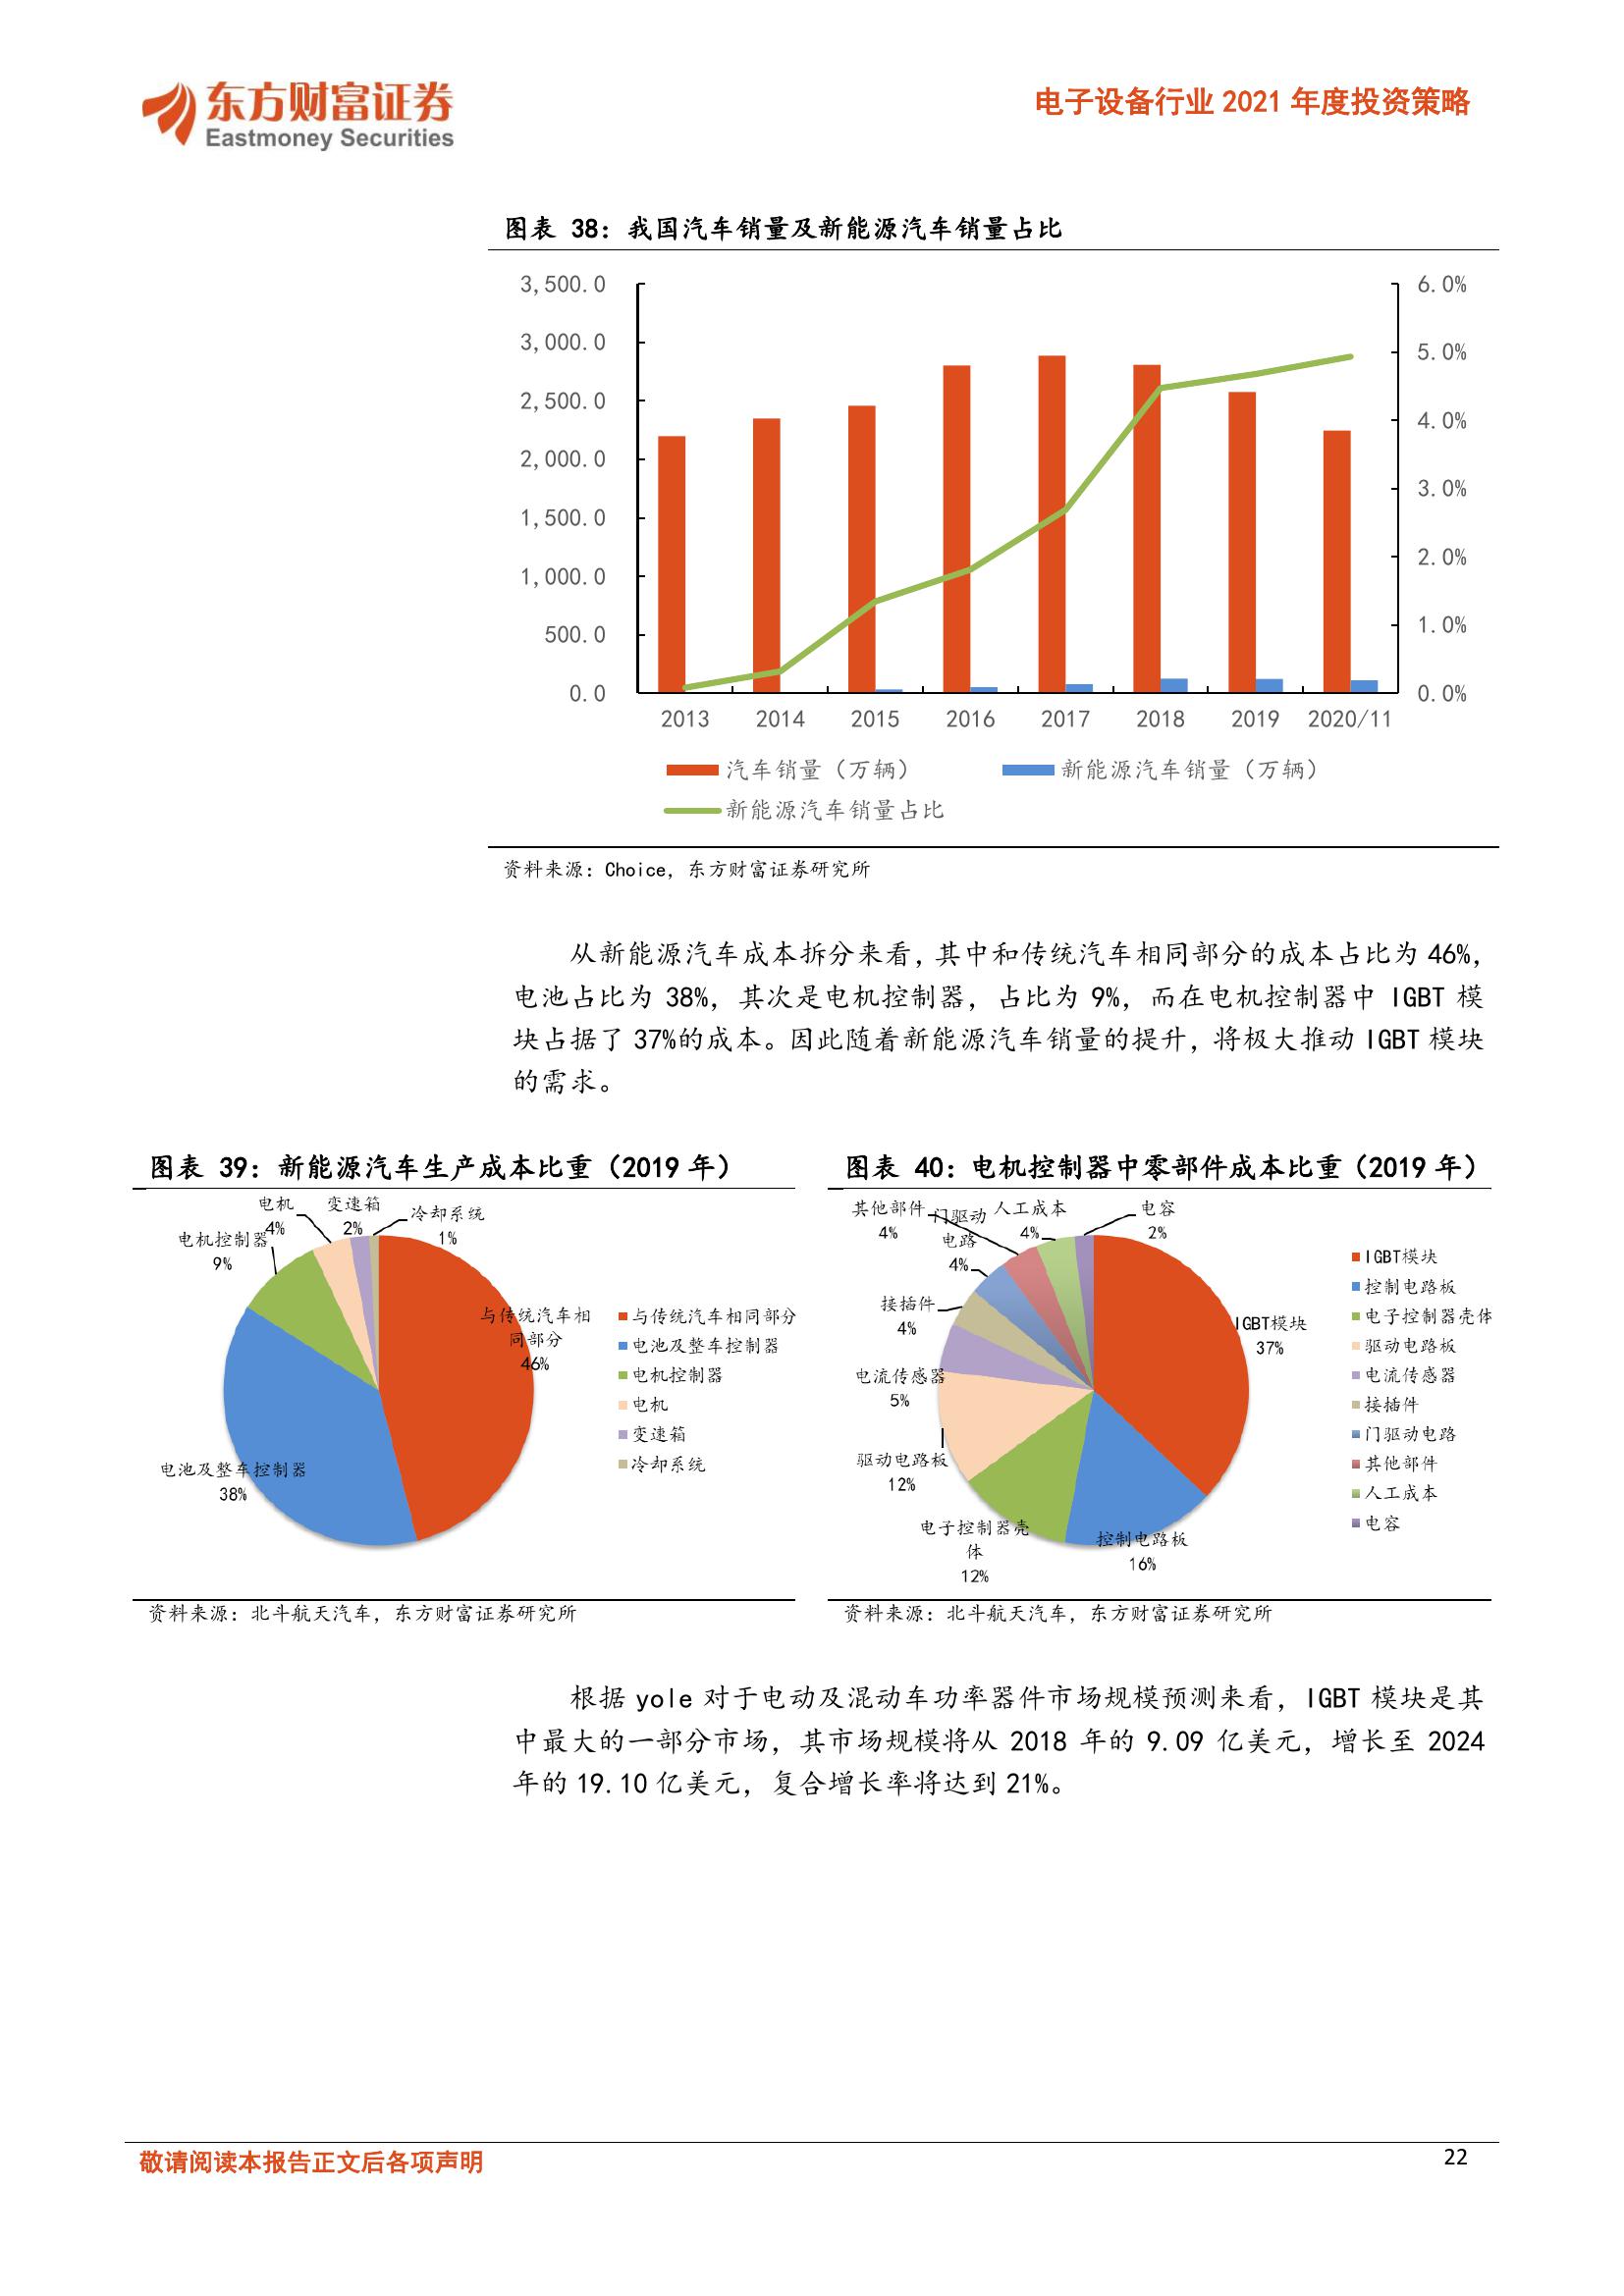 东方财富证券
Eastmoney Securities
电子设备行业 2021 年度投资策略
图表 38：我国汽车销量及新能源汽车销量占比
3,500.0
3,000.0
2,500.0
2,000.0
1,500.0
1,000.0
500.0
0.0
6.0%
5.0%
4.0%
3.0%
2.0%
1.0%
0.0%
2013 2014 2015 2016 2017 2018 2019 2020/11
汽车销量（万辆） 新能源汽车销量（万辆）
新能源汽车销量占比
资料来源：Choice，东方财富证券研究所
从新能源汽车成本拆分来看，其中和传统汽车相同部分的成本占比为 46%，
电池占比为 38%，其次是电机控制器，占比为 9%，而在电机控制器中 IGBT 模
块占据了 37%的成本。因此随着新能源汽车销量的提升，将极大推动 IGBT 模块
的需求。
图表 39：新能源汽车生产成本比重（2019 年）
电机
4%
变速箱
2%
冷却系统
1%
电机控制器
9%
与传统汽车相
同部分
46%
电池及整车控制器
38%
与传统汽车相同部分
电池及整车控制器
电机控制器
电机
变速箱
冷却系统
资料来源：北斗航天汽车，东方财富证券研究所
图表 40：电机控制器中零部件成本比重（2019 年）
其他部件
4%
门驱动
电路
4%
人工成本
4%
电容
2%
接插件
4%
电流传感器
5%
驱动电路板
12%
电子控制器壳
体
12%
控制电路板
16%
IGBT模块
37%
IGBT模块
控制电路板
电子控制器壳体
驱动电路板
电流传感器
接插件
门驱动电路
其他部件
人工成本
电容
资料来源：北斗航天汽车，东方财富证券研究所
根据 yole 对于电动及混动车功率器件市场规模预测来看，IGBT 模块是其
中最大的一部分市场，其市场规模将从 2018 年的 9.09 亿美元，增长至 2024
年的 19.10 亿美元，复合增长率将达到 21%。
敬请阅读本报告正文后各项声明
22